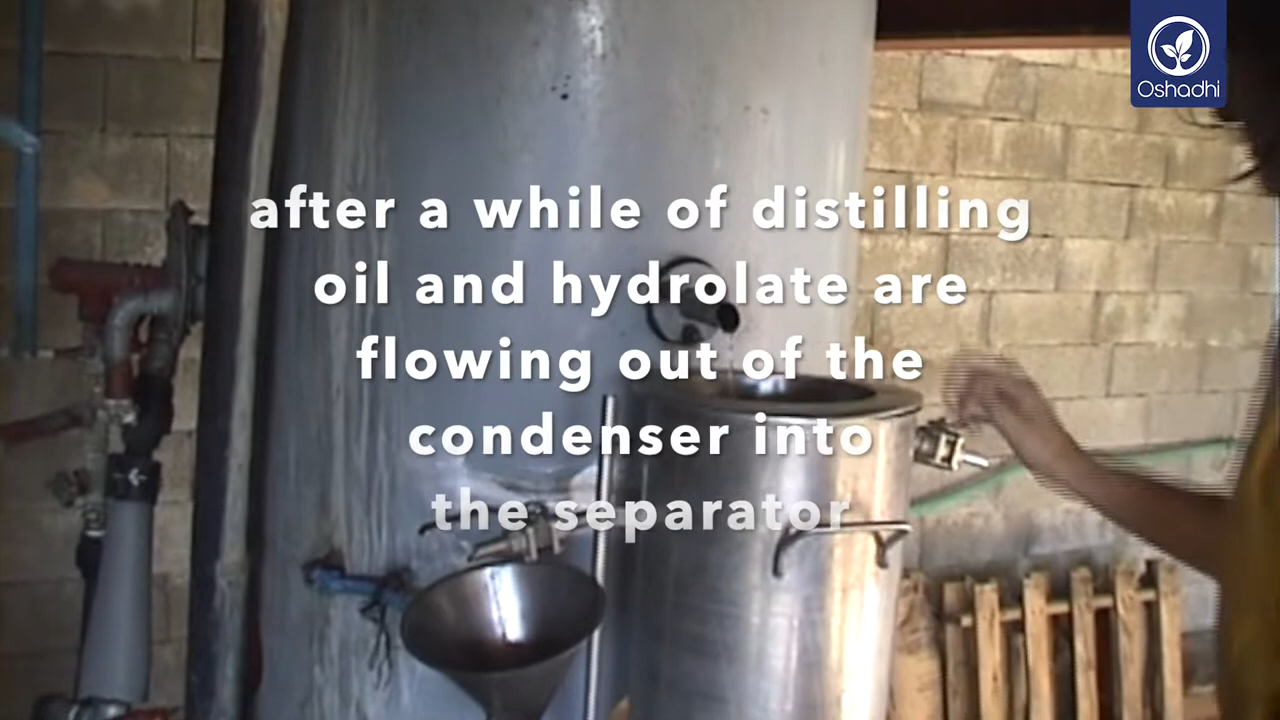 Oshadhi
after a while of distilling
oil and hydrolate are
flowing out of the
condenser into
the separator